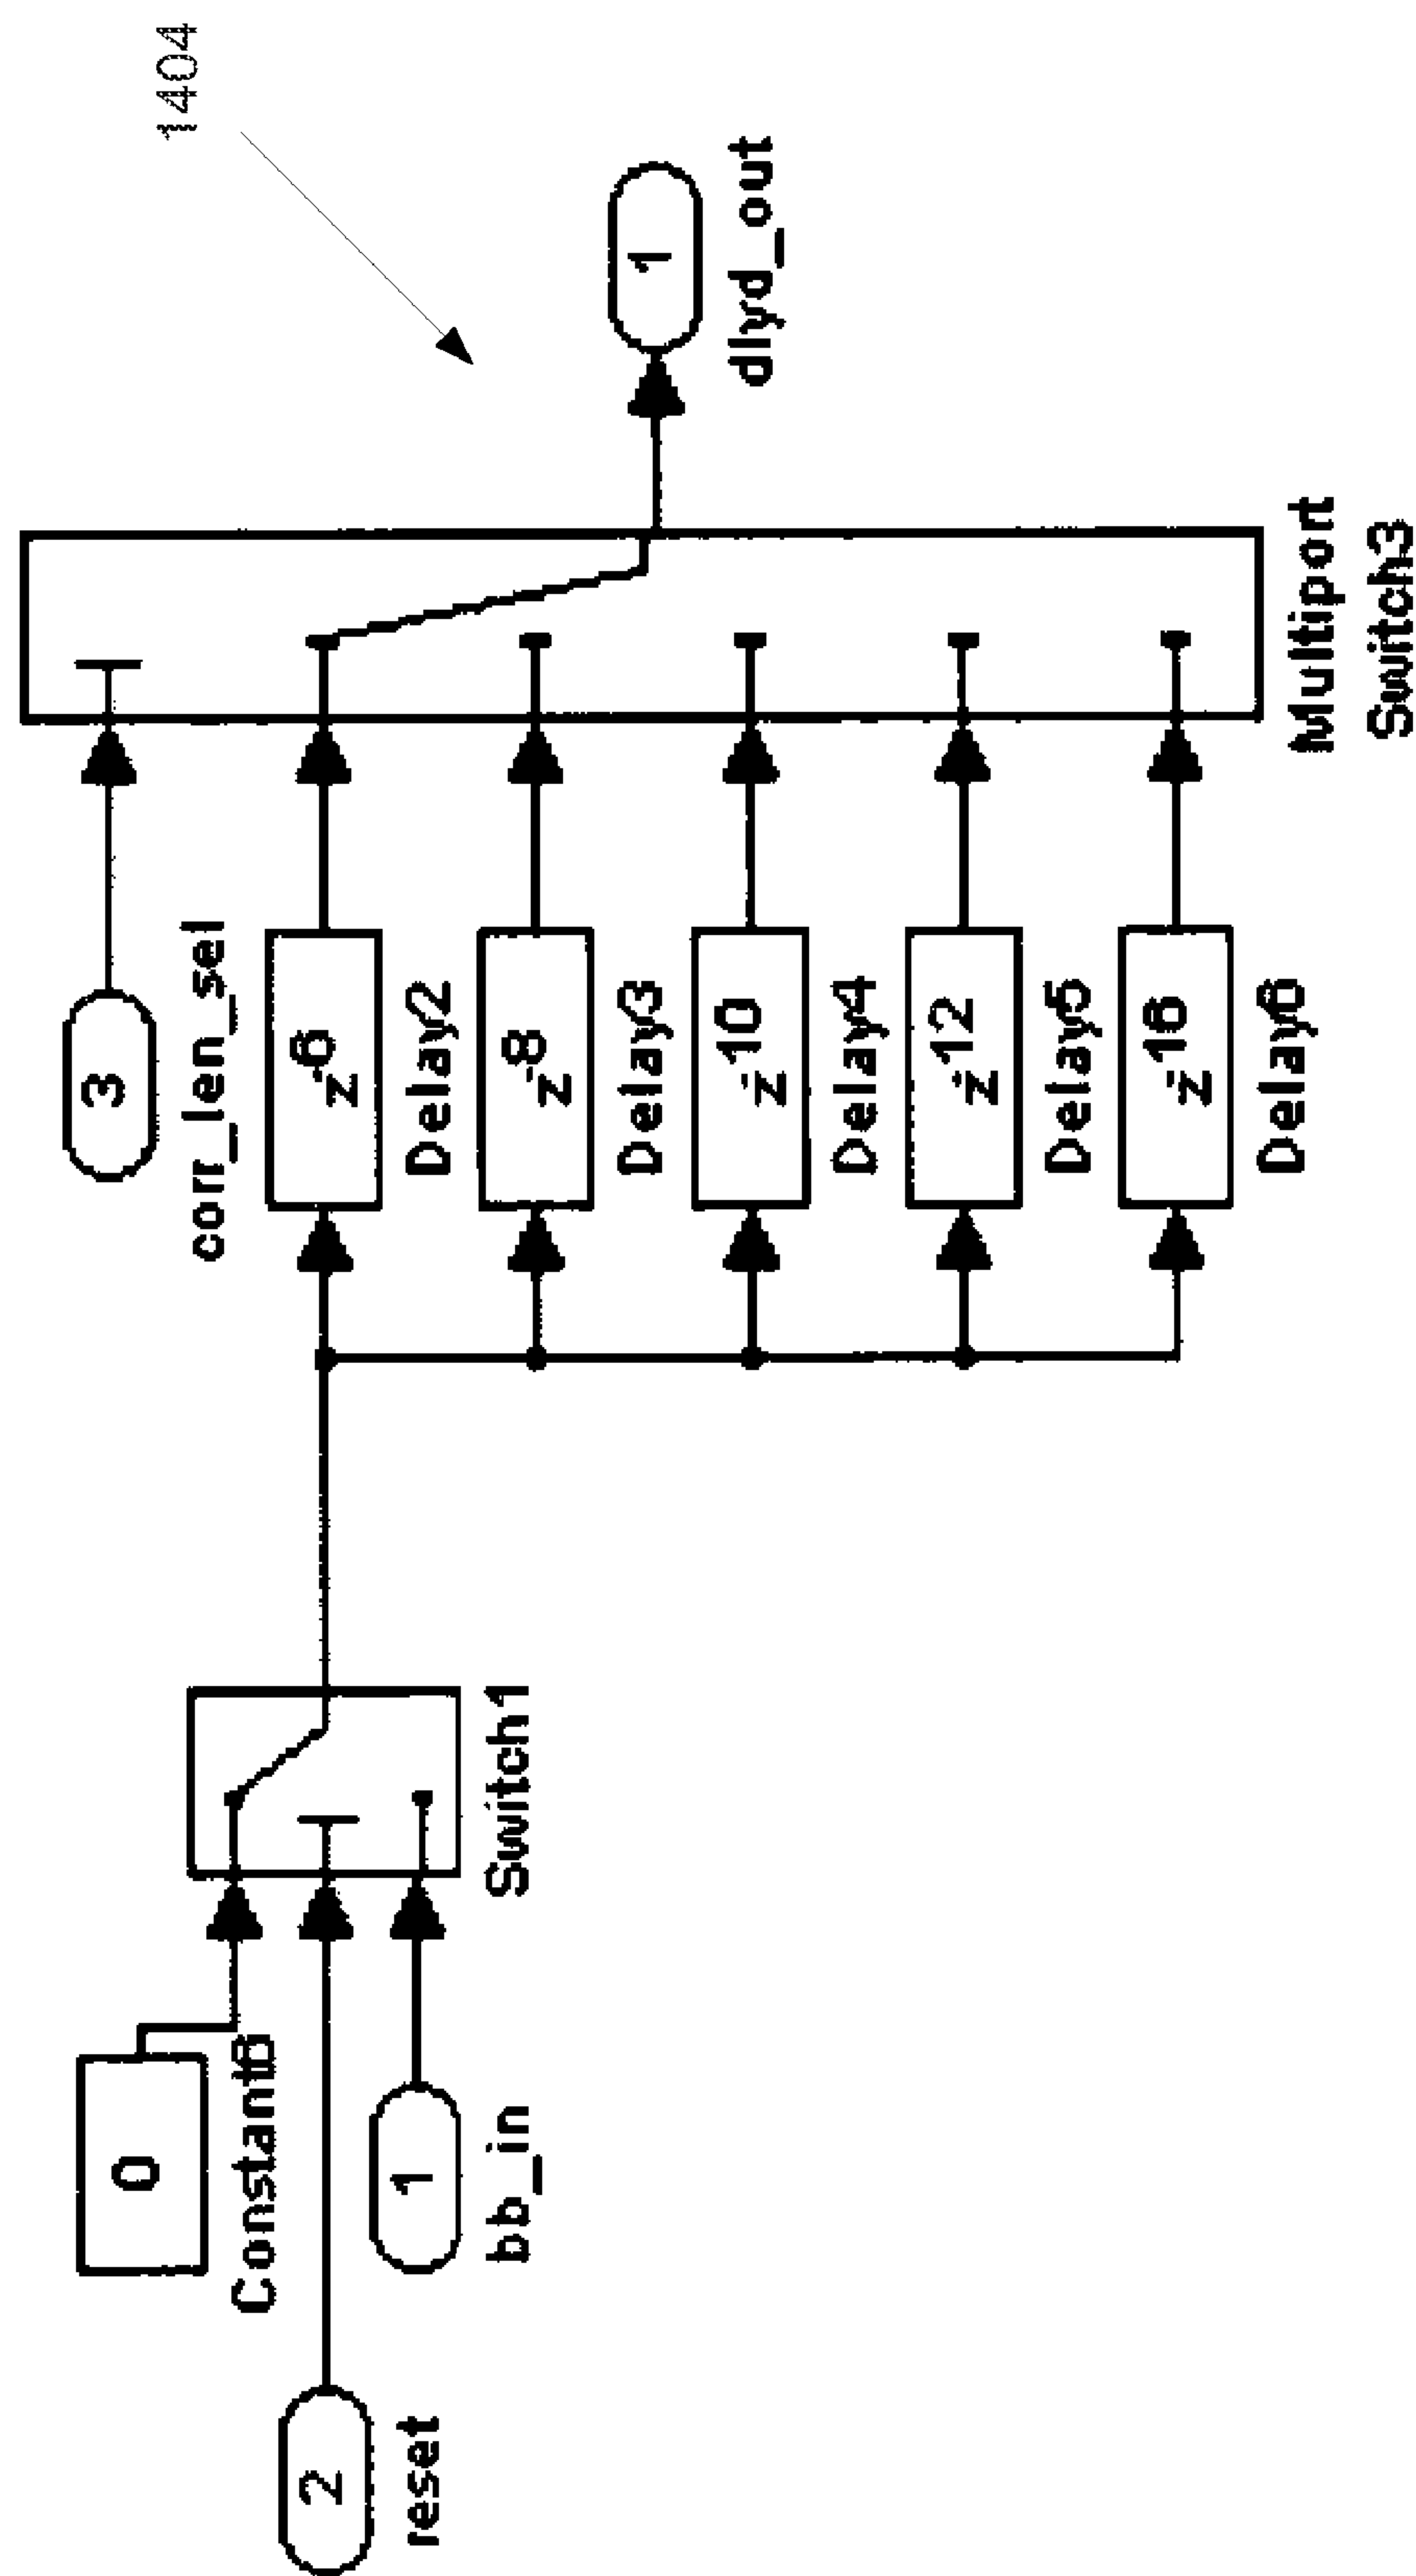 1404
3
corr_len_sel
0
2
reset
1
bb_in
Switch1
z-6
Delay2
z-8
Delay3
z-10
Delay4
z-12
Delay5
z-16
Delay6
Multiport
Switch3
1
dlyd_out